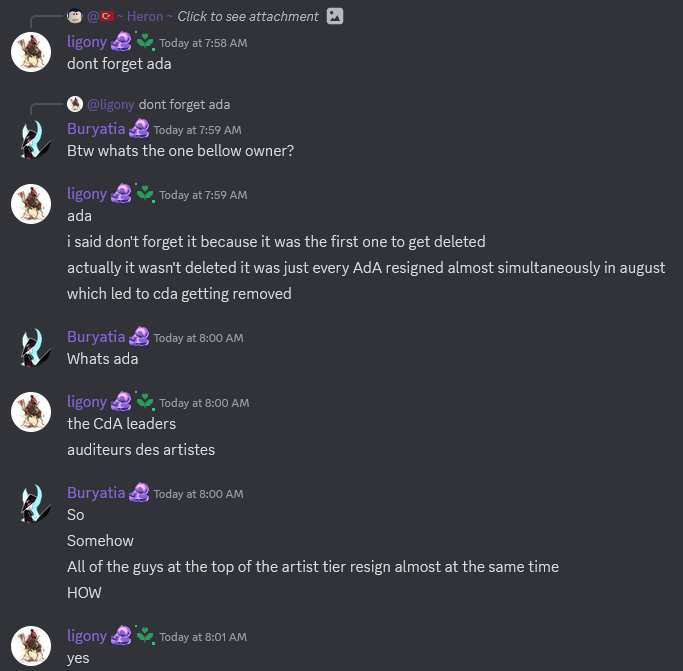 @🇹🇷 ~ Heron ~ Click to see attachment
ligony Today at 7:58 AM
dont forget ada
@ligony dont forget ada
Buryatia Today at 7:59 AM
Btw whats the one bellow owner?
ligony Today at 7:59 AM
ada
i said don't forget it because it was the first one to get deleted
actually it wasn't deleted it was just every AdA resigned almost simultaneously in august
which led to cda getting removed
Buryatia Today at 8:00 AM
Whats ada
ligony Today at 8:00 AM
the CdA leaders
auditeurs des artistes
Buryatia Today at 8:00 AM
So
Somehow
All of the guys at the top of the artist tier resign almost at the same time
HOW
ligony Today at 8:01 AM
yes